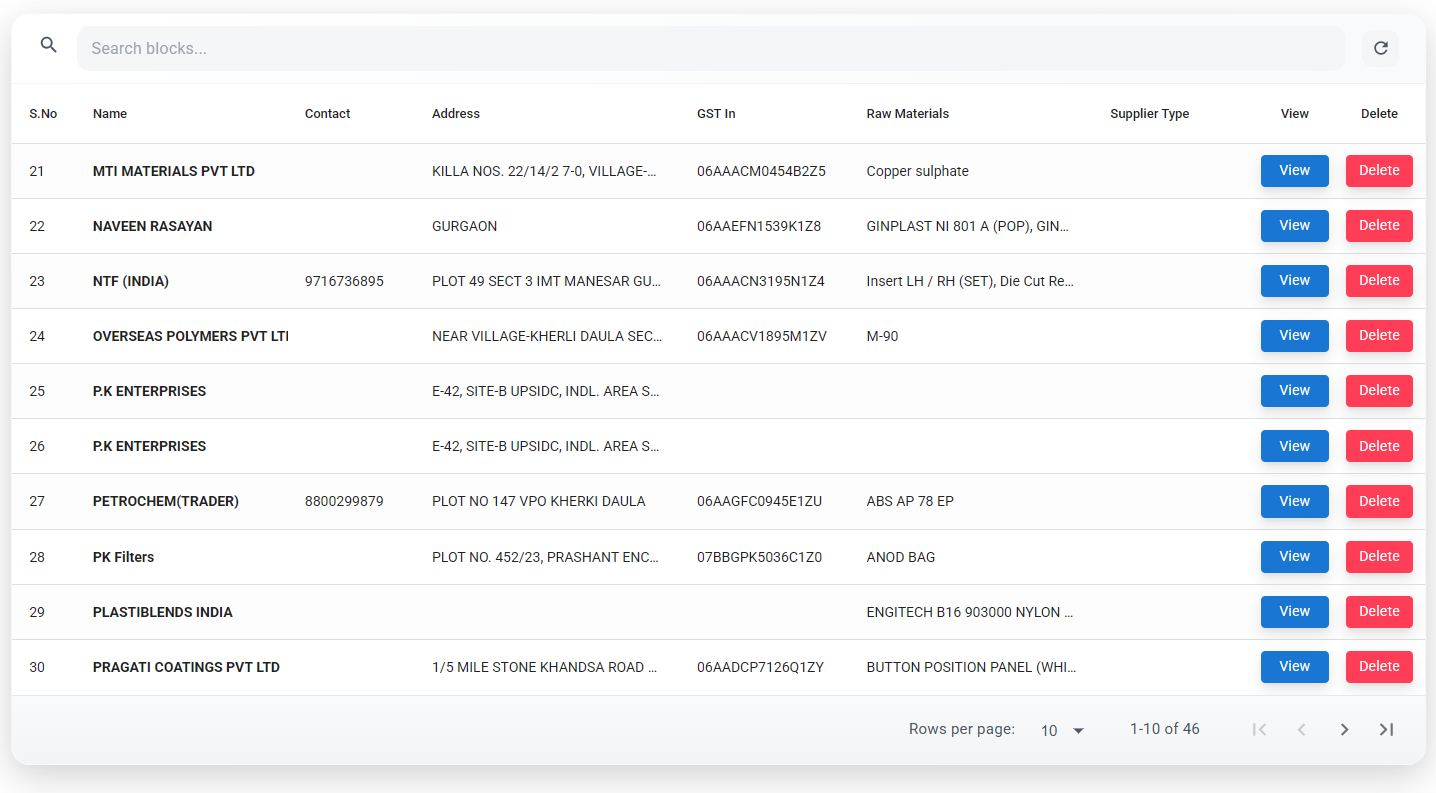 Search blocks...
S.No Name Contact Address GST In Raw Materials Supplier Type View Delete
21 MTI MATERIALS PVT LTD KILLA NOS. 22/14/2 7-0, VILLAGE-... 06AAACM0454B2Z5 Copper sulphate View Delete
22 NAVEEN RASAYAN GURGAON 06AAEFN1539K1Z8 GINPLAST NI 801 A (POP), GIN... View Delete
23 NTF (INDIA) 9716736895 PLOT 49 SECT 3 IMT MANESAR GU... 06AAACN3195N1Z4 Insert LH / RH (SET), Die Cut Re... View Delete
24 OVERSEAS POLYMERS PVT LTI NEAR VILLAGE-KHERLI DAULA SEC... 06AAACV1895M1ZV M-90 View Delete
25 P.K ENTERPRISES E-42, SITE-B UPSIDC, INDL. AREA S... View Delete
26 P.K ENTERPRISES E-42, SITE-B UPSIDC, INDL. AREA S... View Delete
27 PETROCHEM(TRADER) 8800299879 PLOT NO 147 VPO KHERKI DAULA 06AAGFC0945E1ZU ABS AP 78 EP View Delete
28 PK Filters PLOT NO. 452/23, PRASHANT ENC... 07BBGPK5036C1Z0 ANOD BAG View Delete
29 PLASTIBLENDS INDIA ENGITECH B16 903000 NYLON ... View Delete
30 PRAGATI COATINGS PVT LTD 1/5 MILE STONE KHANDSA ROAD ... 06AADCP7126Q1ZY BUTTON POSITION PANEL (WHI... View Delete
Rows per page: 10 1-10 of 46